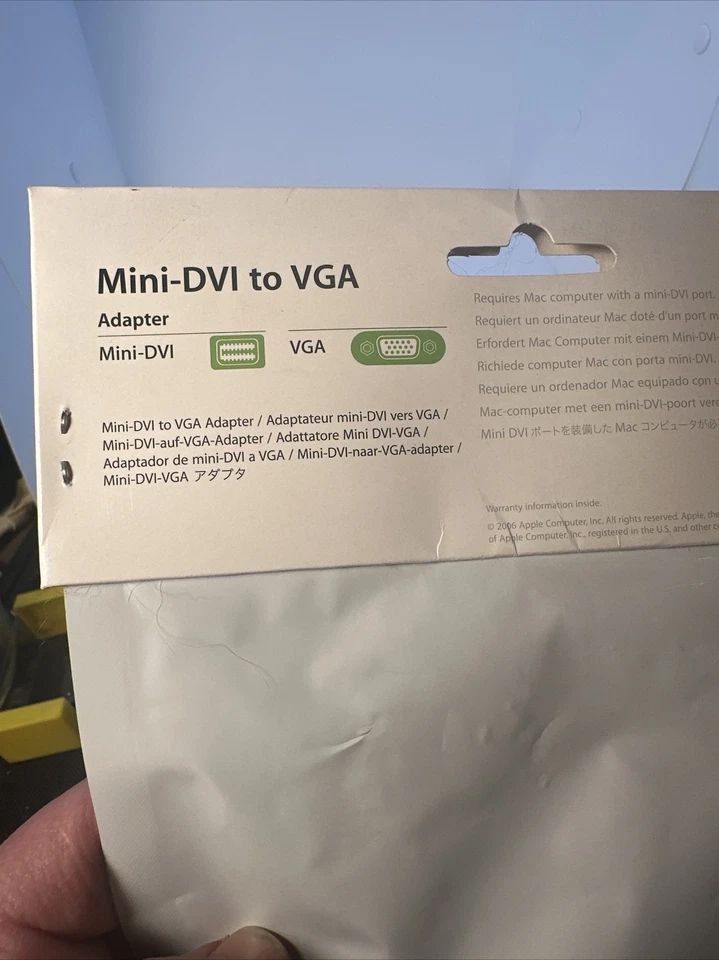 Mini-DVI to VGA
Adapter
Mini-DVI
VGA
Mini-DVI to VGA Adapter / Adaptateur mini-DVI vers VGA /
Mini-DVI-auf-VGA-Adapter / Adattatore Mini DVI-VGA /
Adaptador de mini-DVI a VGA / Mini-DVI-naar-VGA-adapter /
Mini-DVI-VGA アダプタ
Requires Mac computer with a mini-DVI port.
Requiert un ordinateur Mac doté d'un port
Erfordert Mac Computer mit einem Mini-DVI-
Richiede computer Mac con porta mini-DVI.
Requiere un ordenador Mac equipado con
Mac-computer met een mini-DVI-poort
Mini DVI ポートを装備した Mac コンピュータが必
Warranty information inside.
© 2006 Apple Computer, Inc. All rights reserved. Apple, the
of Apple Computer, Inc., registered in the U.S. and other